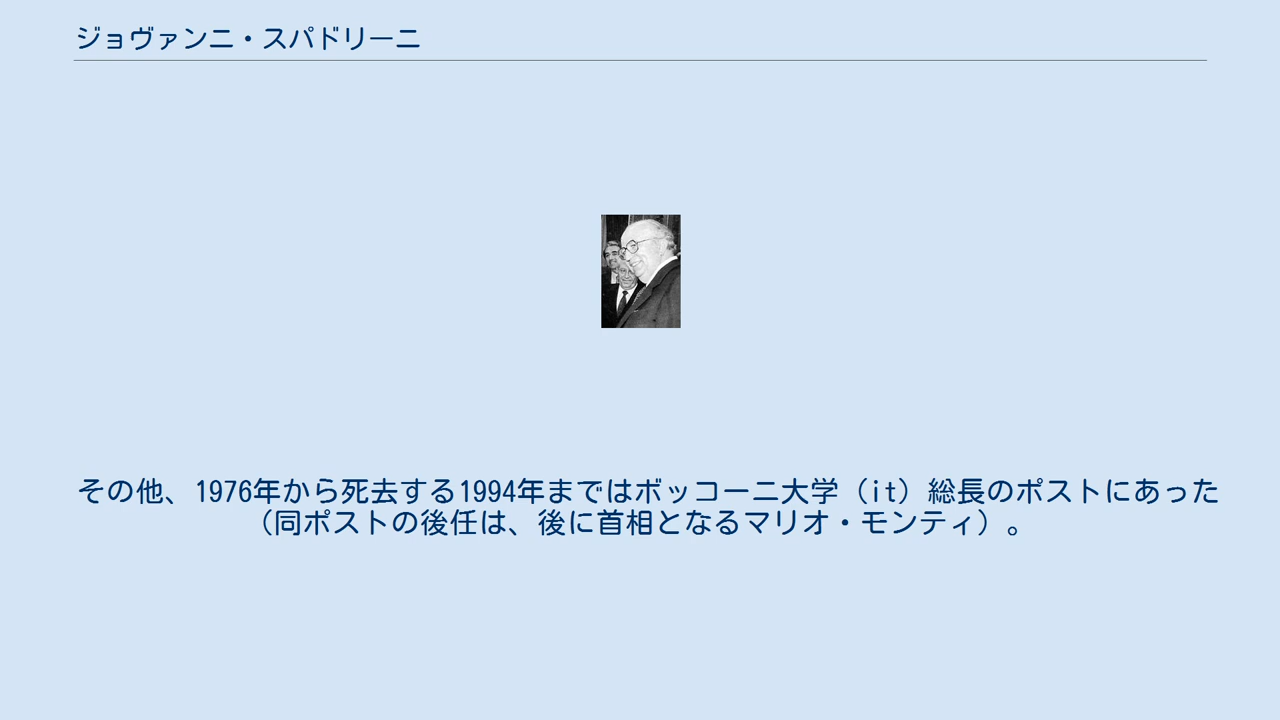 ジョヴァンニ・スパドリーニ
その他、1976年から死去する1994年まではボッコーニ大学（it）総長のポストにあった
（同ポストの後任は、後に首相となるマリオ・モンティ）。